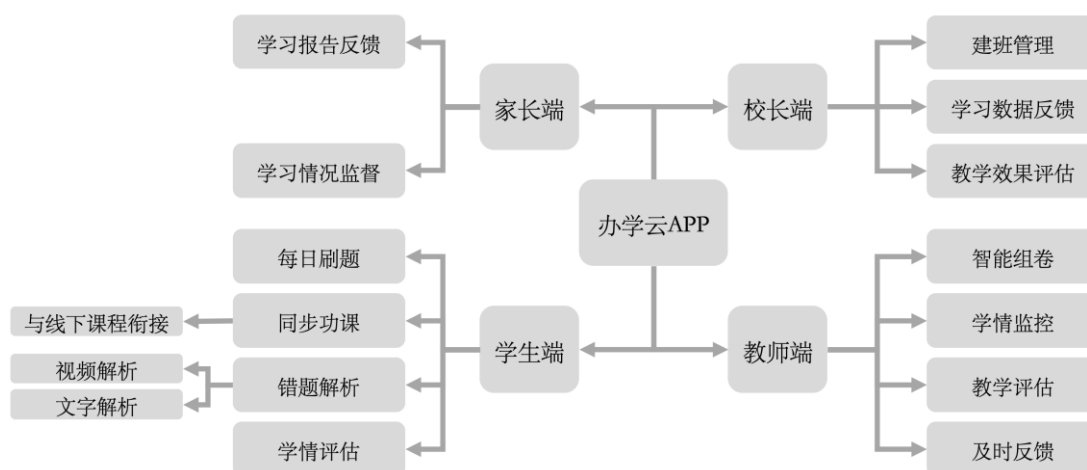 学习报告反馈
建班管理
家长端
校长端
学习数据反馈
学习情况监督
教学效果评估
办学云APP
每日刷题
智能组卷
与线下课程衔接
同步功课
学情监控
学生端
教师端
视频解析
错题解析
教学评估
文字解析
学情评估
及时反馈